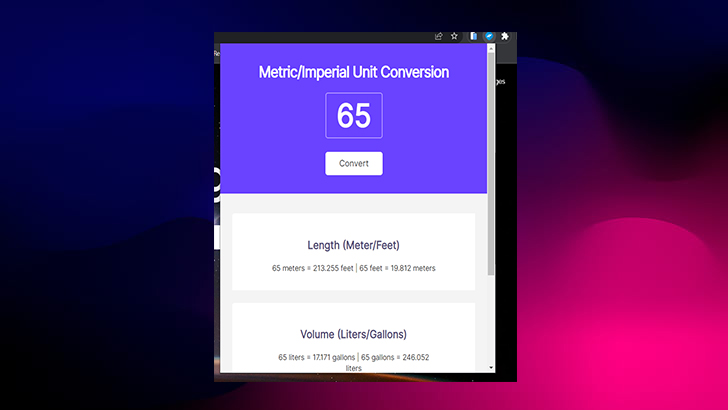 Re
ges
Metric/Imperial Unit Conversion
65
Convert
Length (Meter/Feet)
65 meters = 213.255 feet | 65 feet = 19.812 meters
Volume (Liters/Gallons)
65 liters = 17.171 gallons | 65 gallons = 246.052
liters